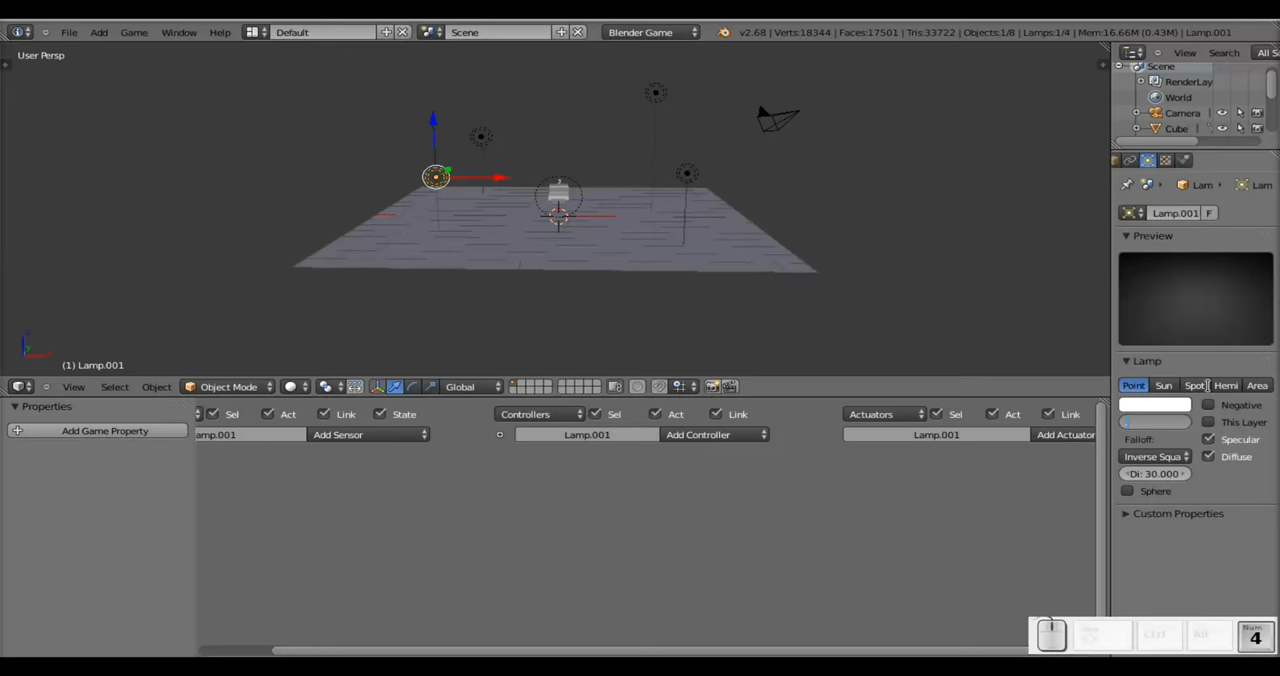 File Add Game Window Help Default Scene Blender Game v2.68 | Verts:18344 | Faces:17501 | Tris:33722 | Objects:1/8 | Lamps:1/4 | Mem:16.66M (0.43M) | Lamp.001
User Persp
View Search All S
Scene
RenderLay
World
Camera
Cube
Lam Lam
Lamp.001 F
Preview
Lamp
Point Sun Spot Hemi Area
Negative
This Layer
Falloff: Specular
Inverse Squa Diffuse
Di: 30.000
Sphere
Custom Properties
(1) Lamp.001
View Select Object Object Mode Global
Properties
Add Game Property
Sel Act Link State Controllers Sel Act Link Actuators Sel Act Link
amp.001 Add Sensor Lamp.001 Add Controller Lamp.001 Add Actuator
Ctrl Alt Num
4